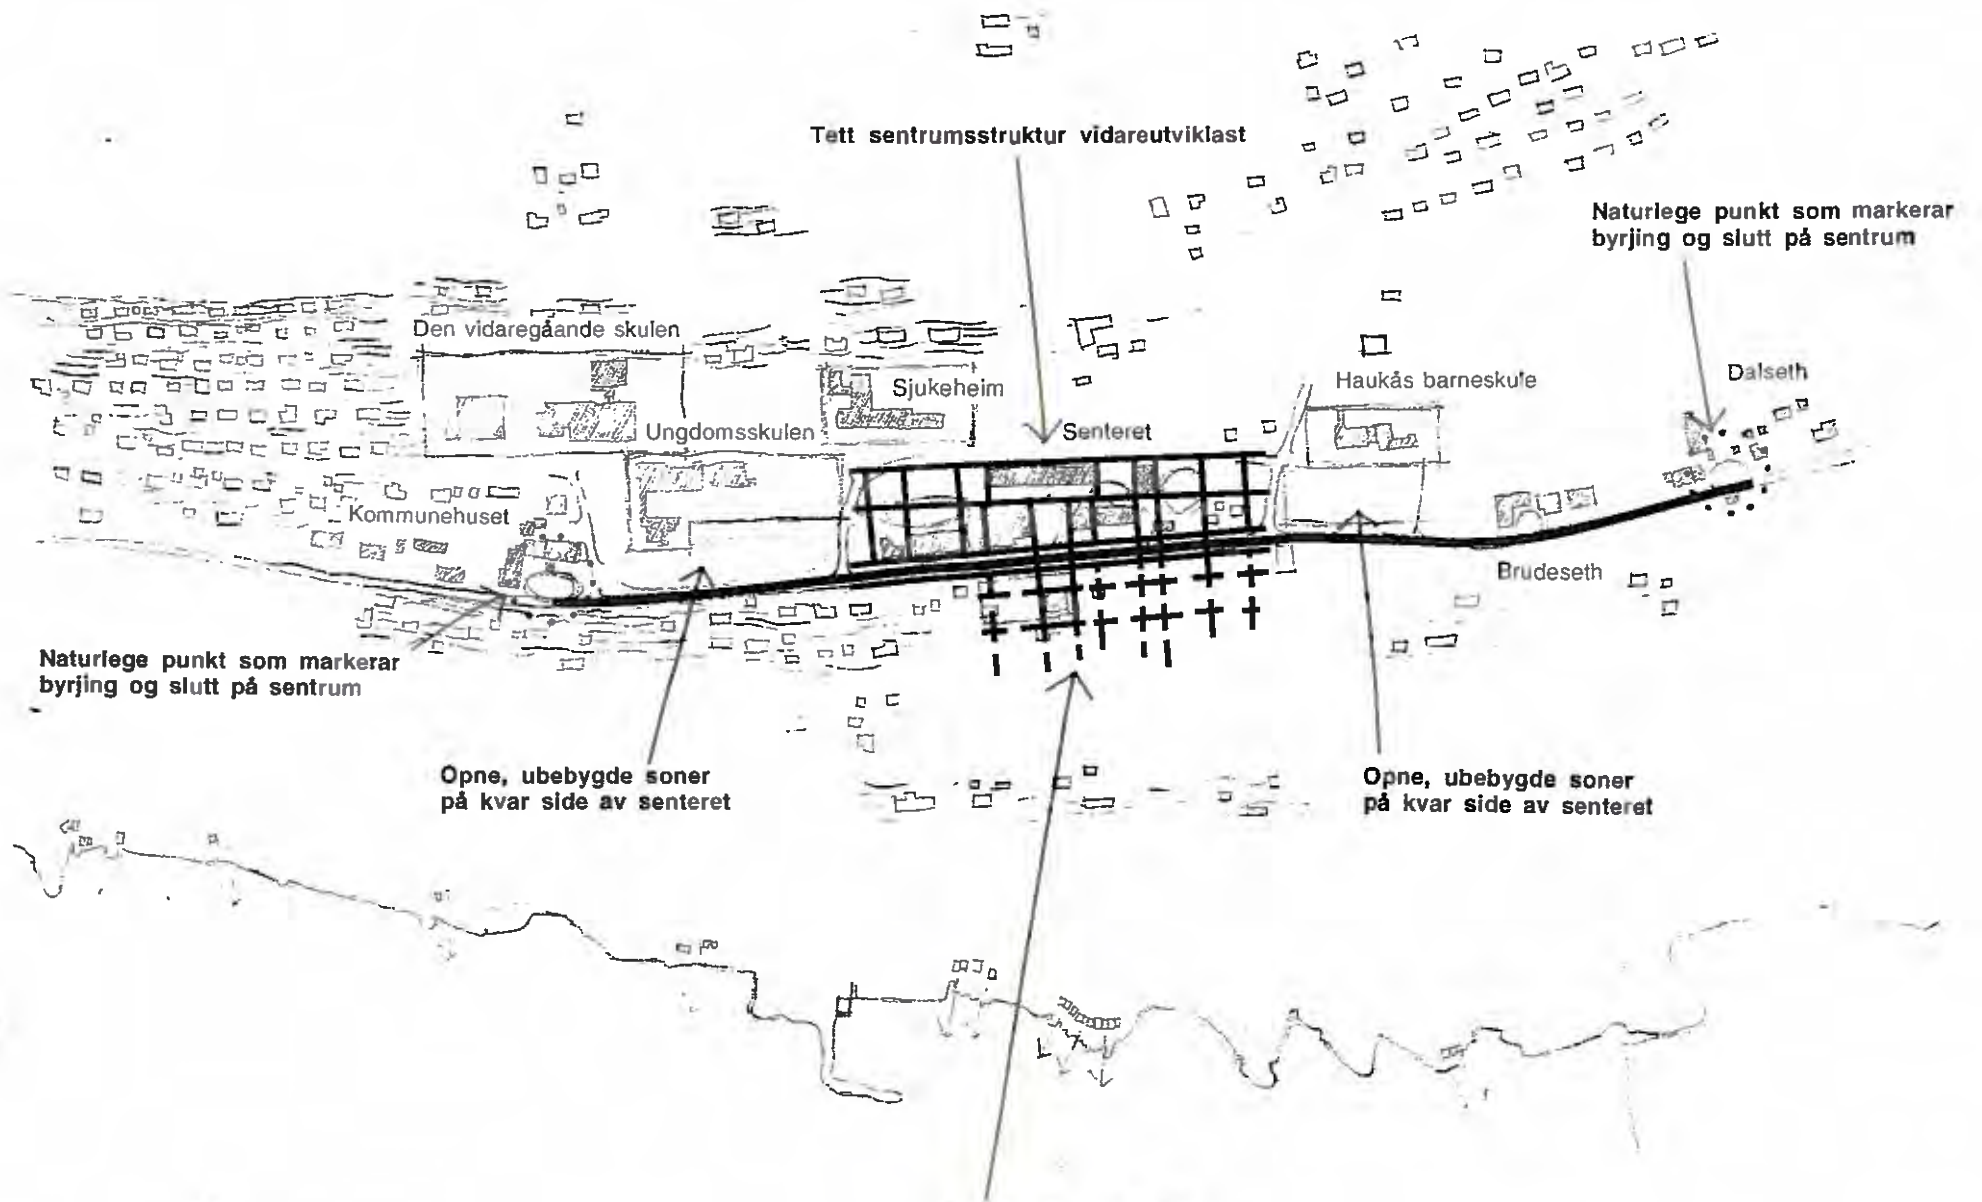 Tett sentrumsstruktur vidareutviklast
Naturlege punkt som markerar
byrjing og slutt på sentrum
Den vidaregåande skulen
Sjukeheim
Haukås barneskule
Dalseth
Ungdomsskulen
Senteret
Kommunehuset
Brudeseth
Naturlege punkt som markerar
byrjing og slutt på sentrum
Opne, ubebygde soner
på kvar side av senteret
Opne, ubebygde soner
på kvar side av senteret